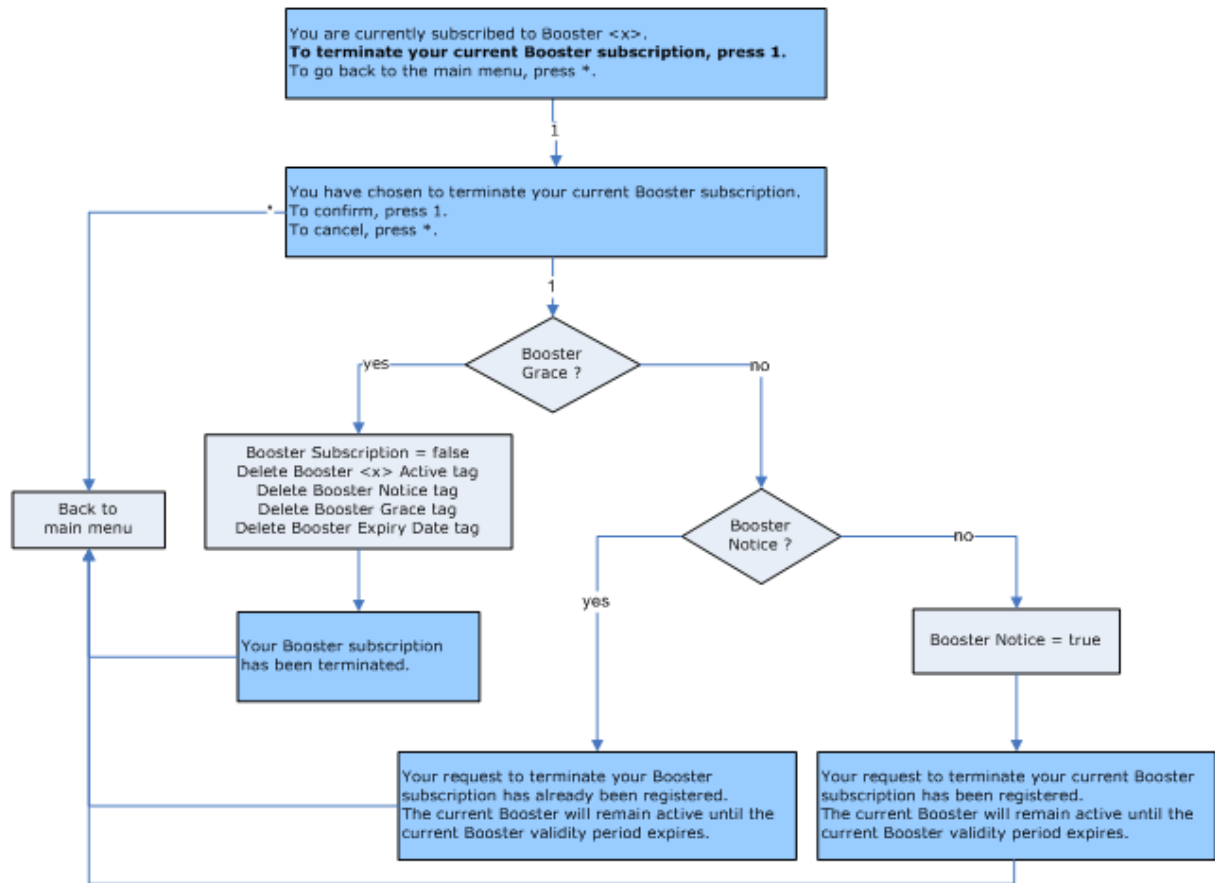 You are currently subscribed to Booster <x>.
To terminate your current Booster subscription, press 1.
To go back to the main menu, press *.
1
You have chosen to terminate your current Booster subscription.
To confirm, press 1.
To cancel, press *.
*
1
Booster
Grace ?
yes
no
Booster Subscription = false
Delete Booster <x> Active tag
Delete Booster Notice tag
Delete Booster Grace tag
Delete Booster Expiry Date tag
Back to
main menu
Booster
Notice ?
yes
no
Your Booster subscription
has been terminated.
Booster Notice = true
Your request to terminate your Booster
subscription has already been registered.
The current Booster will remain active until the
current Booster validity period expires.
Your request to terminate your current Booster
subscription has been registered.
The current Booster will remain active until the
current Booster validity period expires.